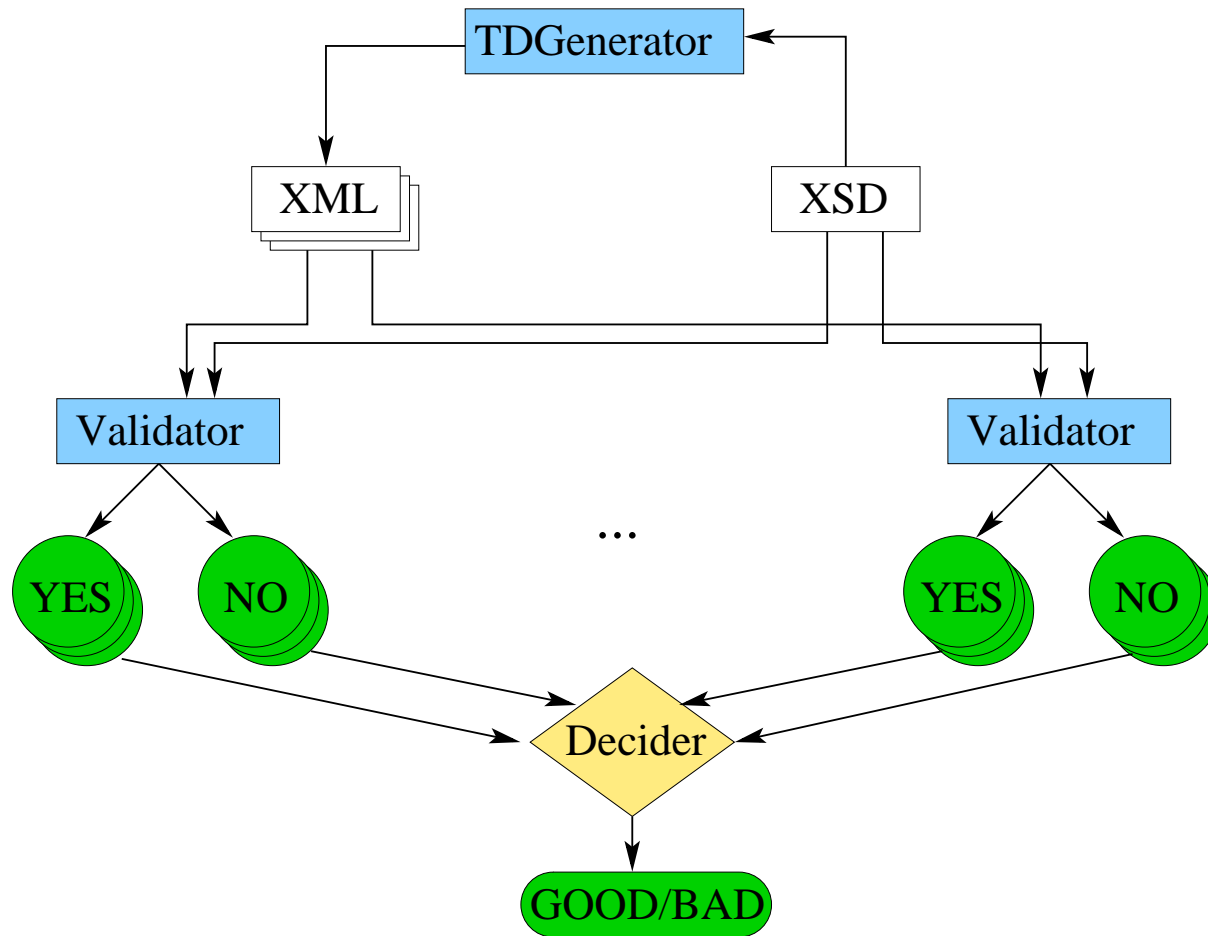 TDGenerator
XML
XSD
Validator
Validator
...
YES
NO
YES
NO
Decider
GOOD/BAD